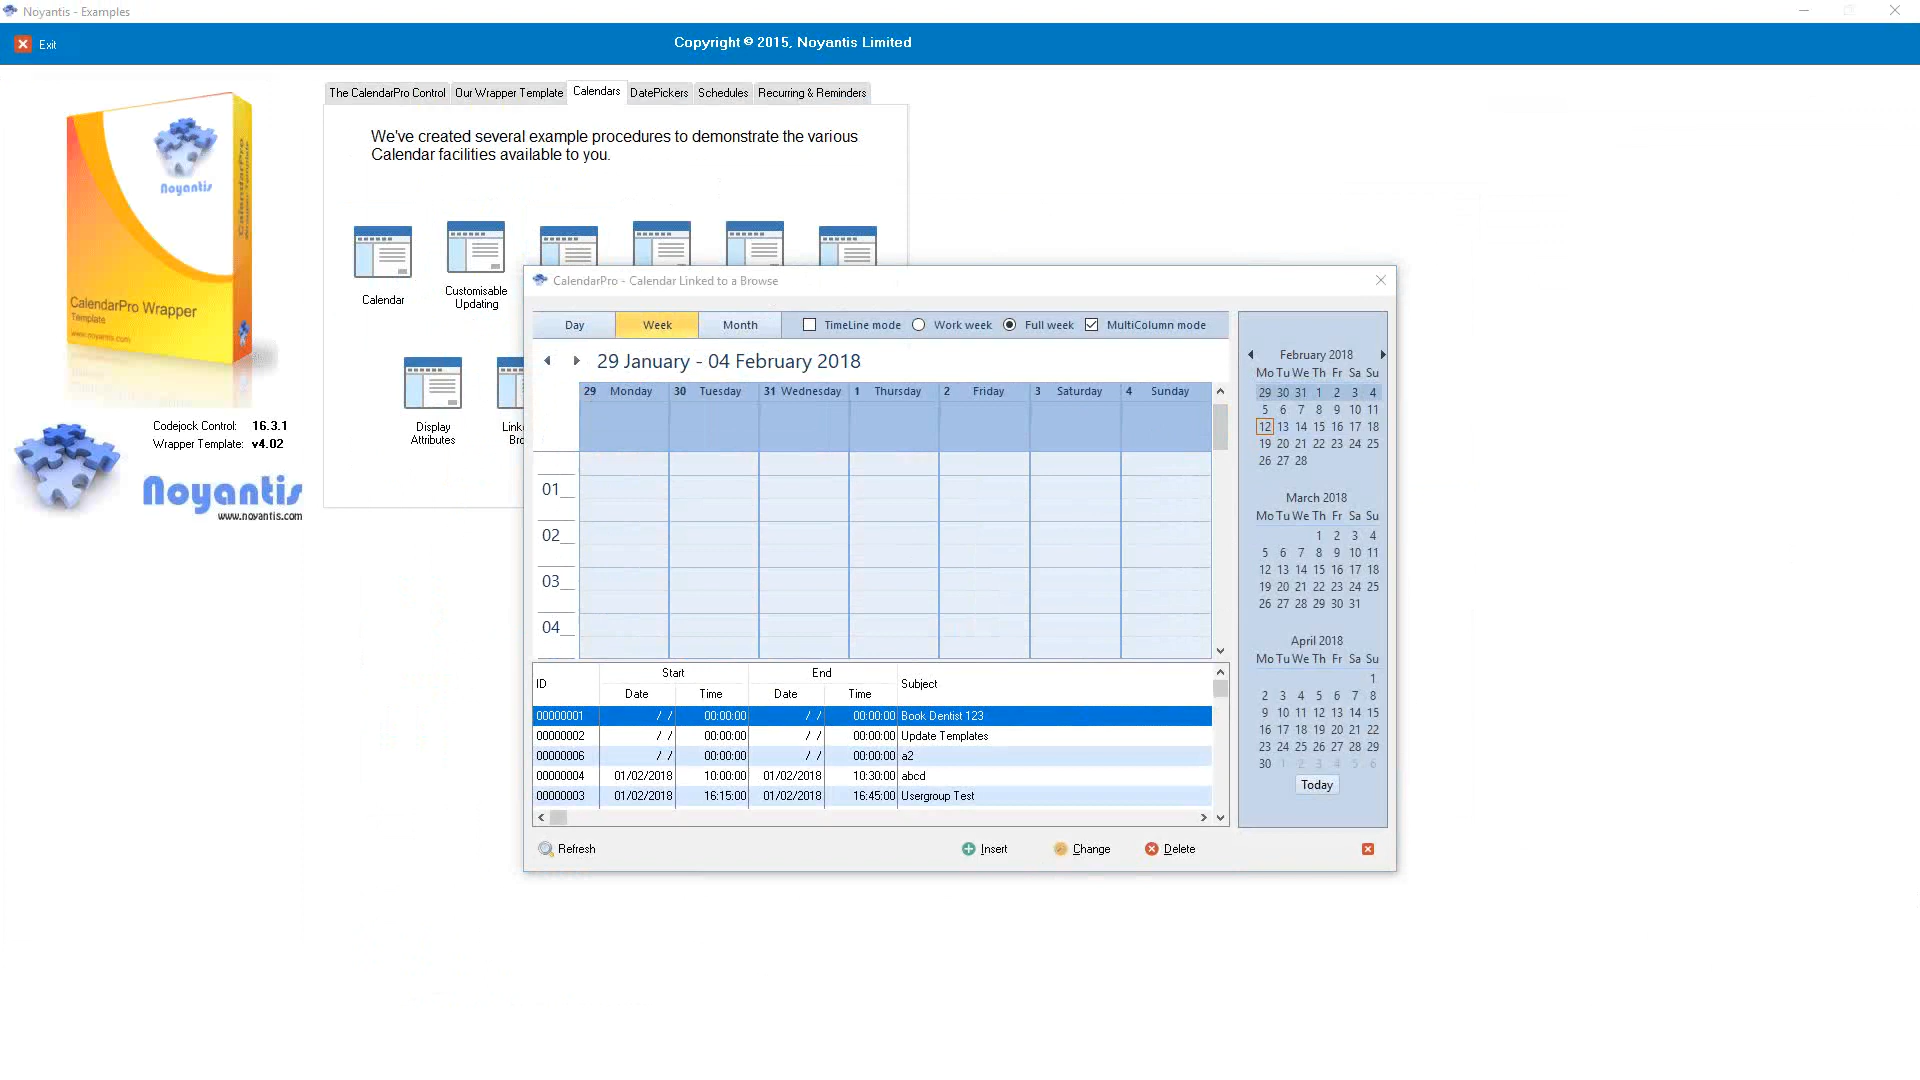 Noyantis - Examples
Exit
Copyright © 2015, Noyantis Limited
The CalendarPro Control
Our Wrapper Template
Calendars
DatePickers
Schedules
Recurring & Reminders
We've created several example procedures to demonstrate the various
Calendar facilities available to you.
Noyantis
CalendarPro Wrapper
Template
www.noyantis.com
CalendarPro
Calendar
Customisable
Updating
Display
Attributes
Codejock Control: 16.3.1
Wrapper Template: v4.02
Noyantis
www.noyantis.com
CalendarPro - Calendar Linked to a Browse
Day
Week
Month
TimeLine mode
Work week
Full week
MultiColumn mode
29 January - 04 February 2018
29 Monday 30 Tuesday 31 Wednesday 1 Thursday 2 Friday 3 Saturday 4 Sunday
01
02
03
04
ID Start End Subject
Date Time Date Time
00000001 / / 00:00:00 / / 00:00:00 Book Dentist 123
00000002 / / 00:00:00 / / 00:00:00 Update Templates
00000006 / / 00:00:00 / / 00:00:00 a2
00000004 01/02/2018 10:00:00 01/02/2018 10:30:00 abcd
00000003 01/02/2018 16:15:00 01/02/2018 16:45:00 Usergroup Test
Refresh
Insert
Change
Delete
February 2018
Mo Tu We Th Fr Sa Su
29 30 31 1 2 3 4
5 6 7 8 9 10 11
12 13 14 15 16 17 18
19 20 21 22 23 24 25
26 27 28
March 2018
Mo Tu We Th Fr Sa Su
1 2 3 4
5 6 7 8 9 10 11
12 13 14 15 16 17 18
19 20 21 22 23 24 25
26 27 28 29 30 31
April 2018
Mo Tu We Th Fr Sa Su
1
2 3 4 5 6 7 8
9 10 11 12 13 14 15
16 17 18 19 20 21 22
23 24 25 26 27 28 29
30 1 2 3 4 5 6
Today